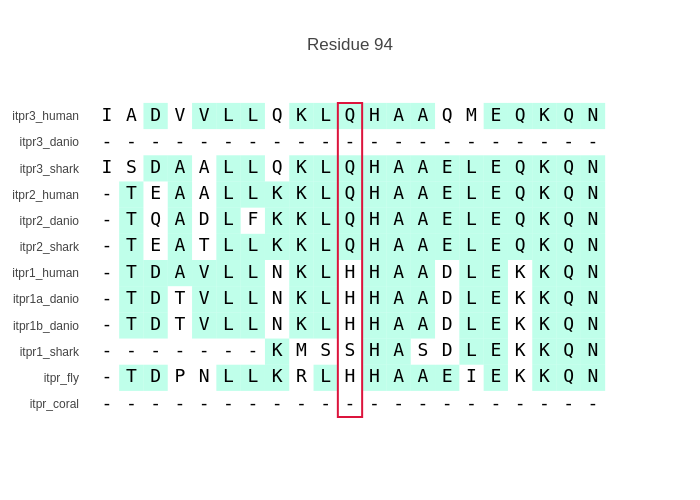 Residue 94
itpr3_human I A D V V L L Q K L Q H A A Q M E Q K Q N
itpr3_danio - - - - - - - - - - - - - - - - - - - - -
itpr3_shark I S D A A L L Q K L Q H A A E L E Q K Q N
itpr2_human - T E A A L L K K L Q H A A E L E Q K Q N
itpr2_danio - T Q A D L F K K L Q H A A E L E Q K Q N
itpr2_shark - T E A T L L K K L Q H A A E L E Q K Q N
itpr1_human - T D A V L L N K L H H A A D L E K K Q N
itpr1a_danio - T D T V L L N K L H H A A D L E K K Q N
itpr1b_danio - T D T V L L N K L H H A A D L E K K Q N
itpr1_shark - - - - - - - K M S S H A S D L E K K Q N
itpr_fly - T D P N L L K R L H H A A E I E K K Q N
itpr_coral - - - - - - - - - - - - - - - - - - - - -